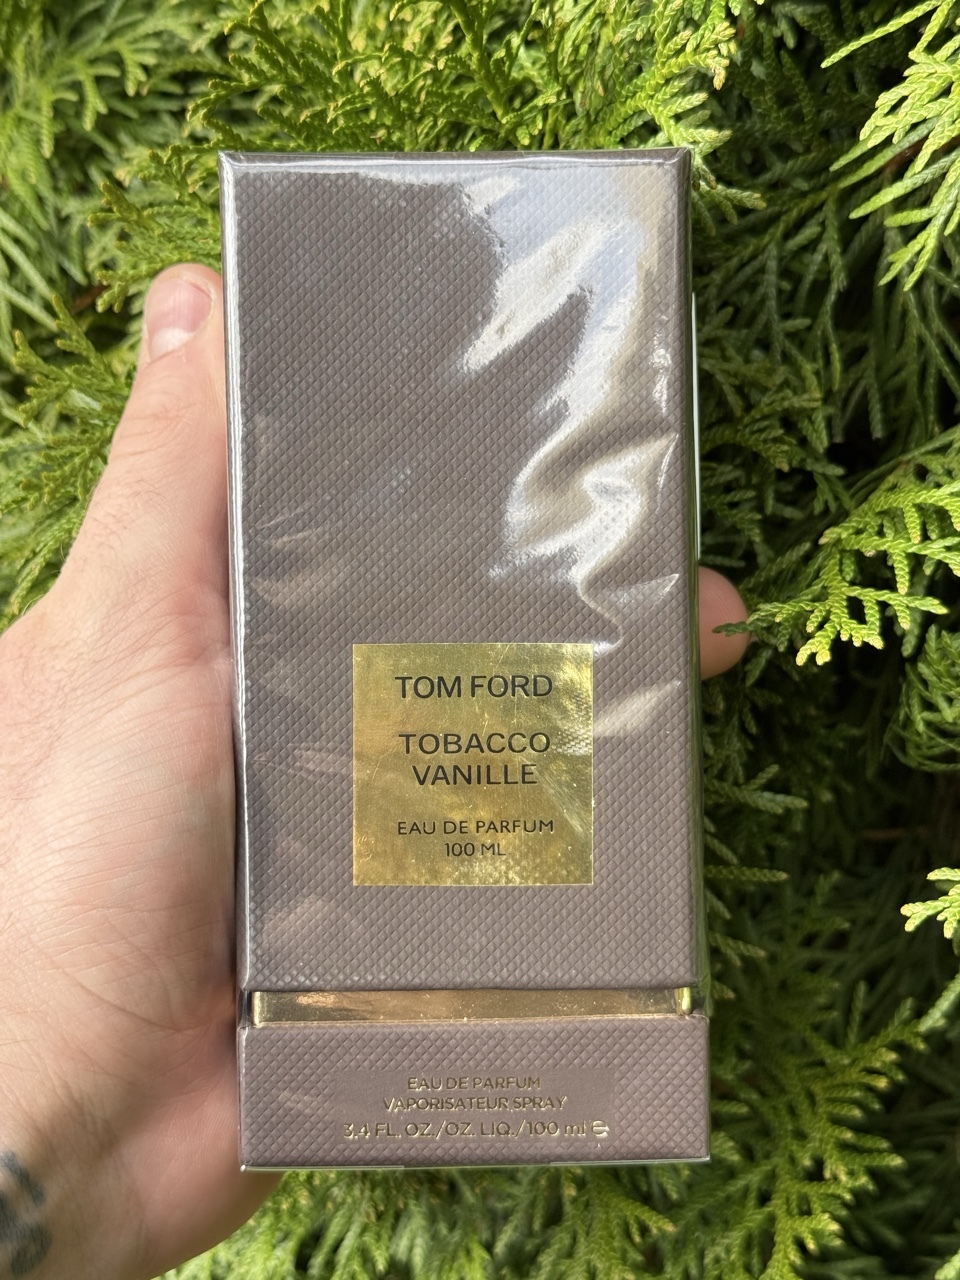 TOM FORD
TOBACCO
VANILLE
EAU DE PARFUM
100 ML
EAU DE PARFUM
VAPORISATEUR SPRAY
3.4 FL. OZ./OZ. LIQ./100 ml ℮